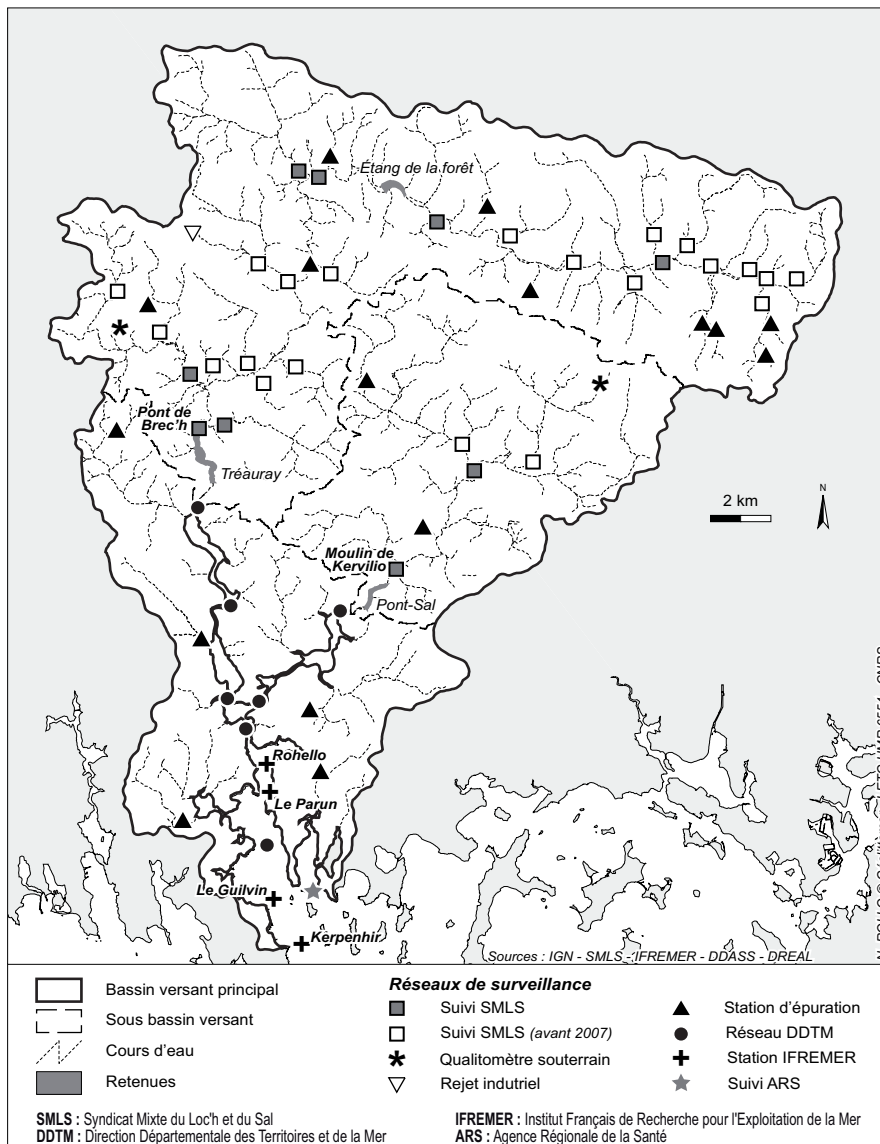 Étang de la forêt
Pont de
Brec'h
Tréauray
2 km
N
Moulin de
Kervilio
Pont-Sal
Rohello
Le Parun
Le Guilvin
Kerpenhir
Sources : IGN - SMLS - IFREMER - DDASS - DREAL
Bassin versant principal
Sous bassin versant
Cours d'eau
Retenues
Réseaux de surveillance
Suivi SMLS
Suivi SMLS (avant 2007)
Qualitomètre souterrain
Rejet indutriel
Station d'épuration
Réseau DDTM
Station IFREMER
Suivi ARS
SMLS : Syndicat Mixte du Loc'h et du Sal
DDTM : Direction Départementale des Territoires et de la Mer
IFREMER : Institut Français de Recherche pour l'Exploitation de la Mer
ARS : Agence Régionale de la Santé